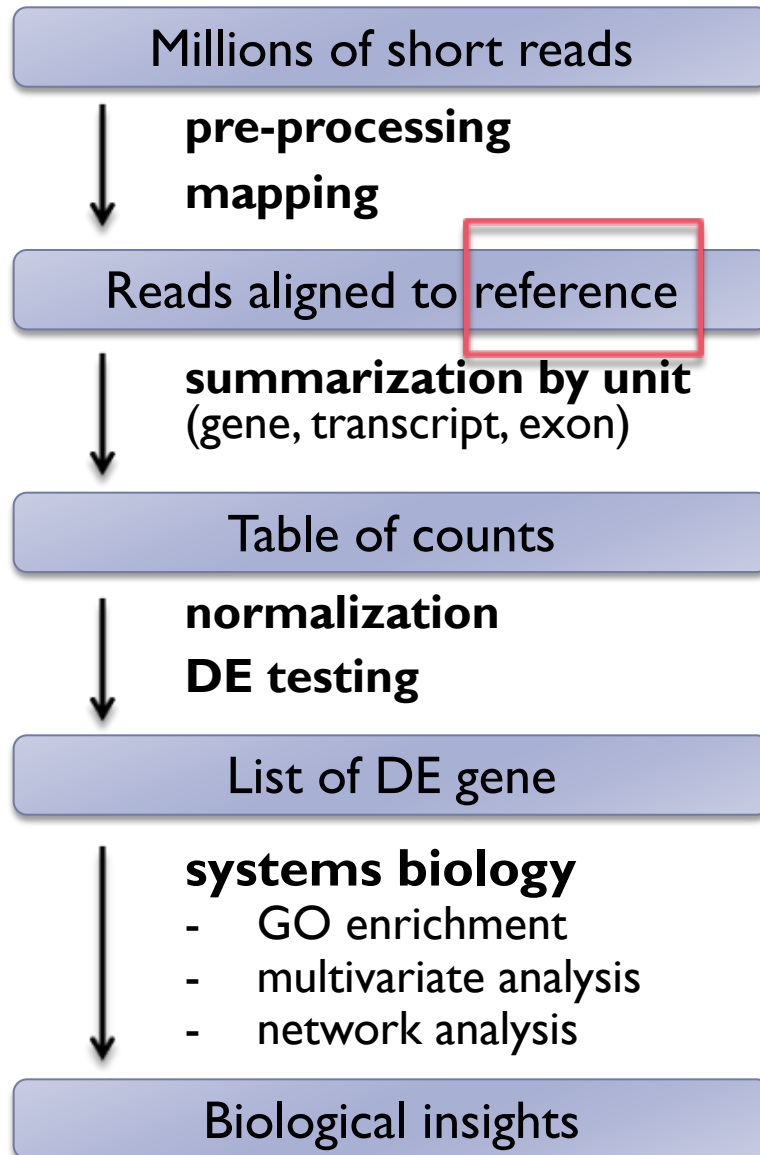 Millions of short reads
pre-processing
mapping
Reads aligned to reference
summarization by unit
(gene, transcript, exon)
Table of counts
normalization
DE testing
List of DE gene
systems biology
- GO enrichment
- multivariate analysis
- network analysis
Biological insights